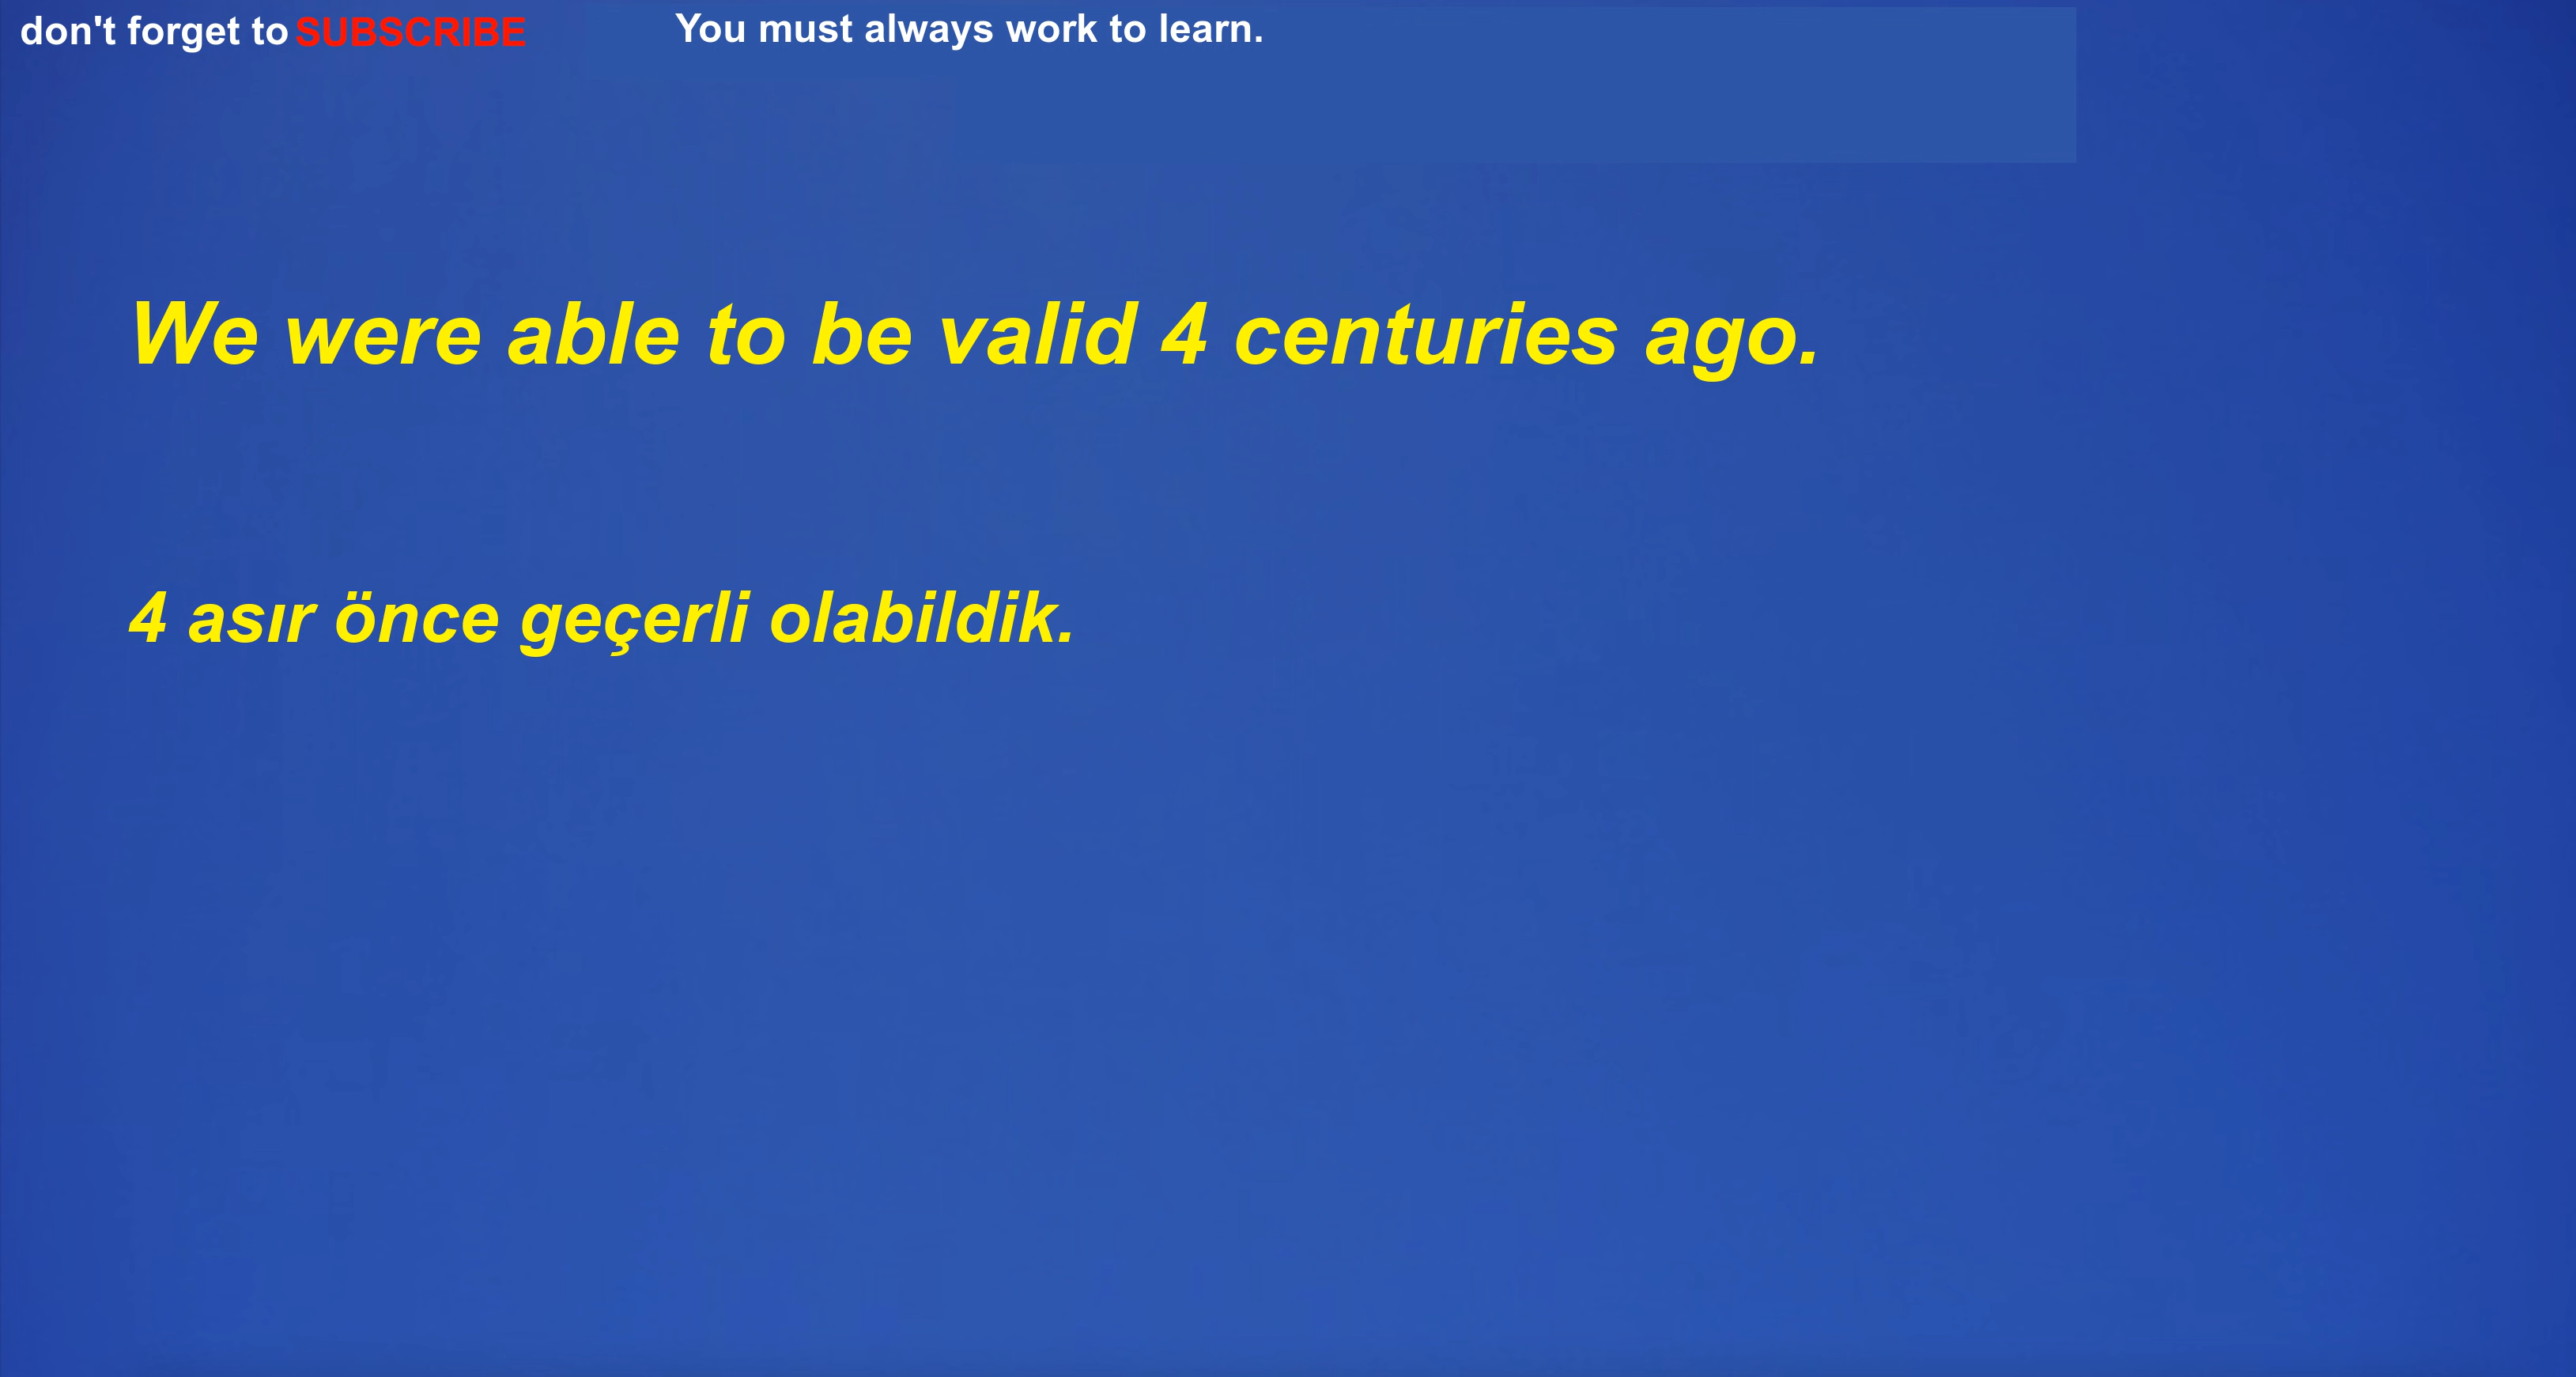 don't forget to SUBSCRIBE You must always work to learn.
We were able to be valid 4 centuries ago.
4 asır önce geçerli olabildik.